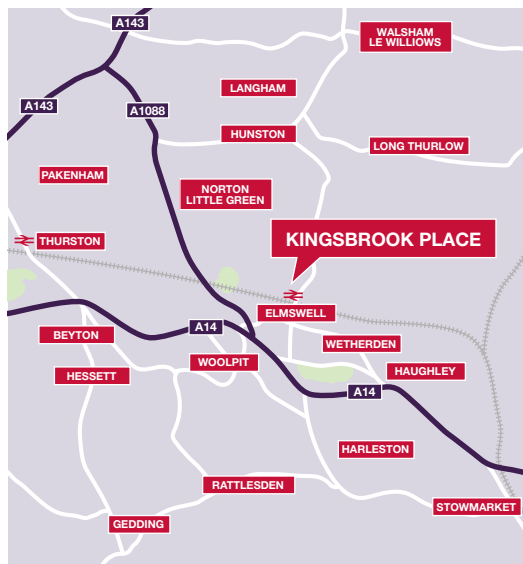 A143
WALSHAM
LE WILLIOWS
LANGHAM
A143
A1088
HUNSTON
LONG THURLOW
PAKENHAM
NORTON
LITTLE GREEN
THURSTON
KINGSBROOK PLACE
ELMSWELL
A14
BEYTON
WETHERDEN
WOOLPIT
HESSETT
HAUGHLEY
A14
HARLESTON
RATTLESDEN
STOWMARKET
GEDDING